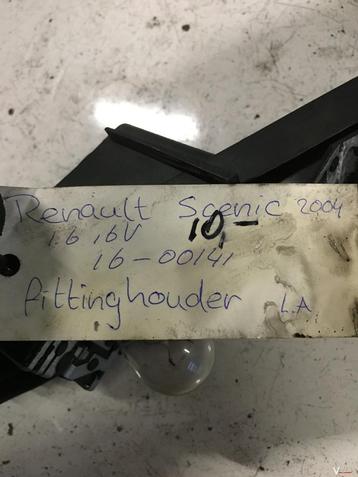 Renault Scenic 2004
1.6 16V 10,-
16-00141
fittinghouder L.A